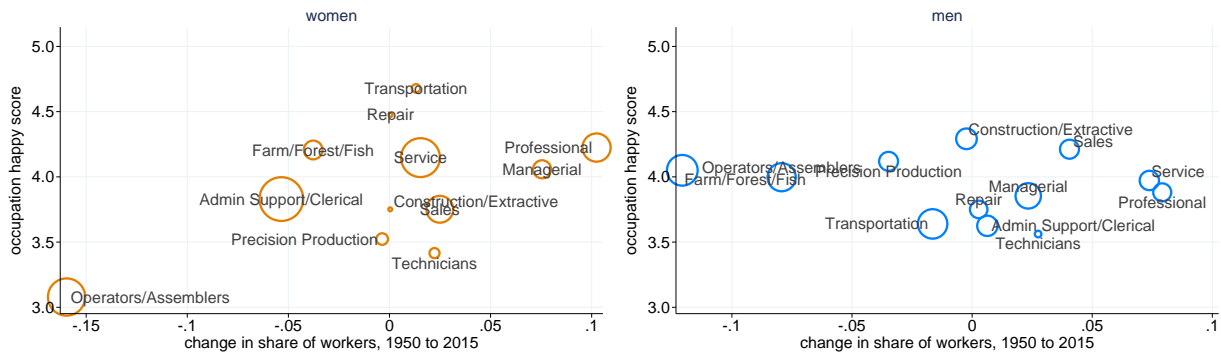 women
occupation happy score
5.0
4.5
4.0
3.5
3.0
Transportation
Repair
Farm/Forest/Fish
Service
Professional
Managerial
Admin Support/Clerical
Construction/Extractive
Sales
Precision Production
Technicians
Operators/Assemblers
-.15
-.05
0
.05
.1
change in share of workers, 1950 to 2015
men
occupation happy score
5.0
4.5
4.0
3.5
3.0
Construction/Extractive
Sales
Operators/Assemblers
Precision Production
Farm/Forest/Fish
Service
Managerial
Professional
Repair
Transportation
Admin Support/Clerical
Technicians
-.1
0
.1
change in share of workers, 1950 to 2015